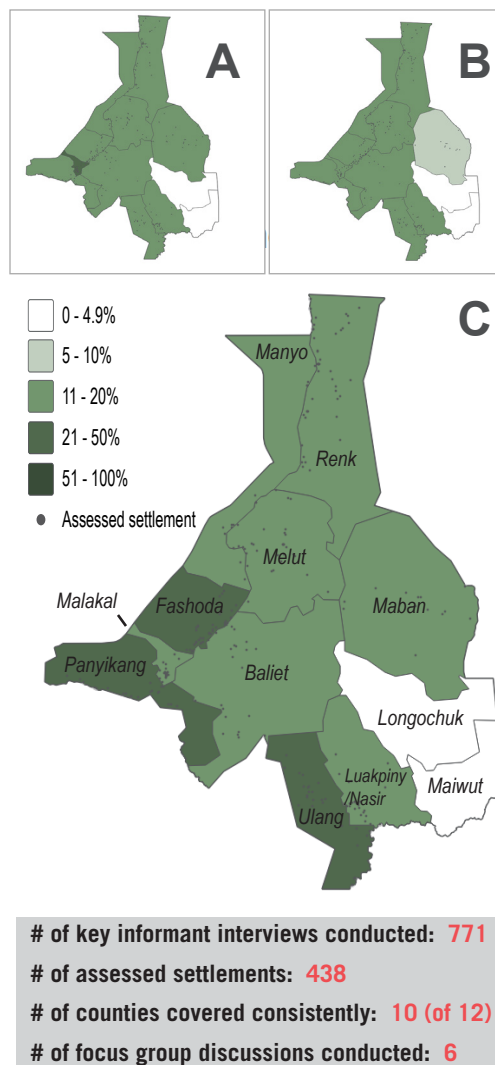 A
B
C
0 - 4.9%
5 - 10%
11 - 20%
21 - 50%
51 - 100%
Assessed settlement
Manyo
Renk
Melut
Maban
Malakal
Fashoda
Panyikang
Baliet
Longochuk
Luakpiny
/Nasir
Maiwut
Ulang
# of key informant interviews conducted: 771
# of assessed settlements: 438
# of counties covered consistently: 10 (of 12)
# of focus group discussions conducted: 6